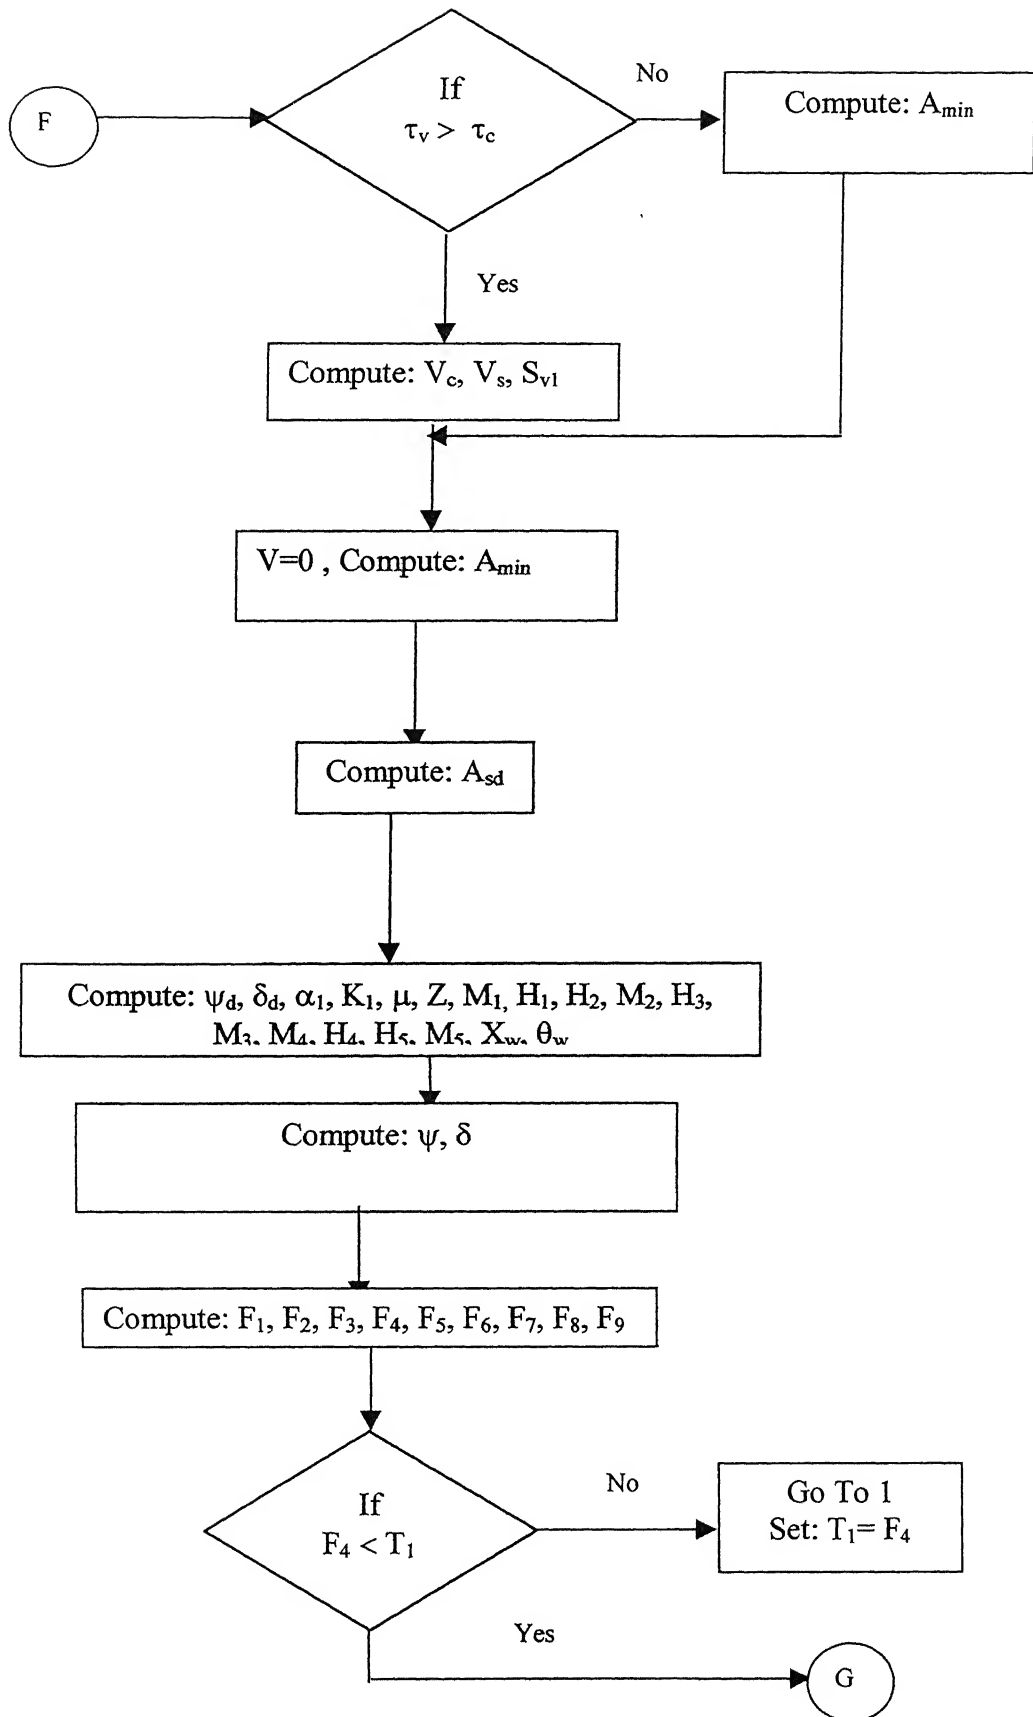 F
If
τv > τc
No
Compute: Amin
Yes
Compute: Vc, Vs, Sv1
V=0 , Compute: Amin
Compute: Asd
Compute: ψd, δd, α1, K1, μ, Z, M1, H1, H2, M2, H3,
M3, M4, H4, H5, M5, Xw, θw
Compute: ψ, δ
Compute: F1, F2, F3, F4, F5, F6, F7, F8, F9
If
F4 < T1
No
Go To 1
Set: T1= F4
Yes
G